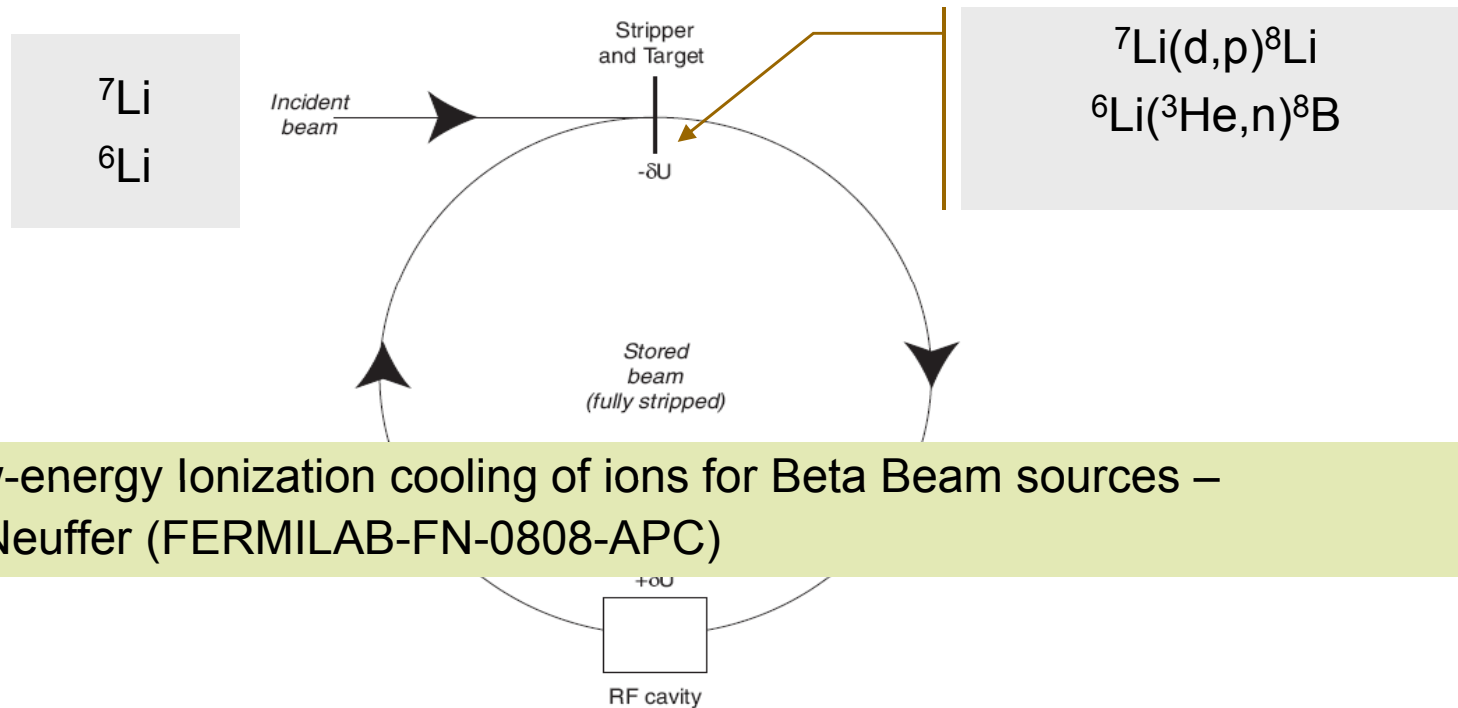 ⁷Li
⁶Li
Incident
beam
Stripper
and Target
-δU
⁷Li(d,p)⁸Li
⁶Li(³He,n)⁸B
Stored
beam
(fully stripped)
-energy Ionization cooling of ions for Beta Beam sources –
Neuffer (FERMILAB-FN-0808-APC)
+δU
RF cavity